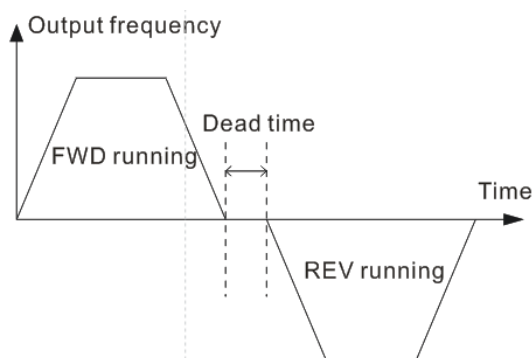 Output frequency
Dead time
FWD running
Time
REV running